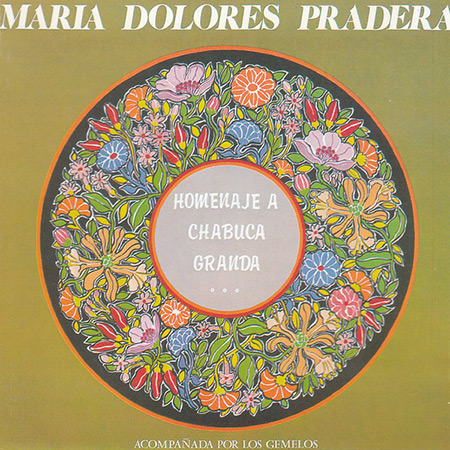 MARIA DOLORES PRADERA
HOMENAJE A
CHABUCA
GRANDA
...
ACOMPAÑADA POR LOS GEMELOS